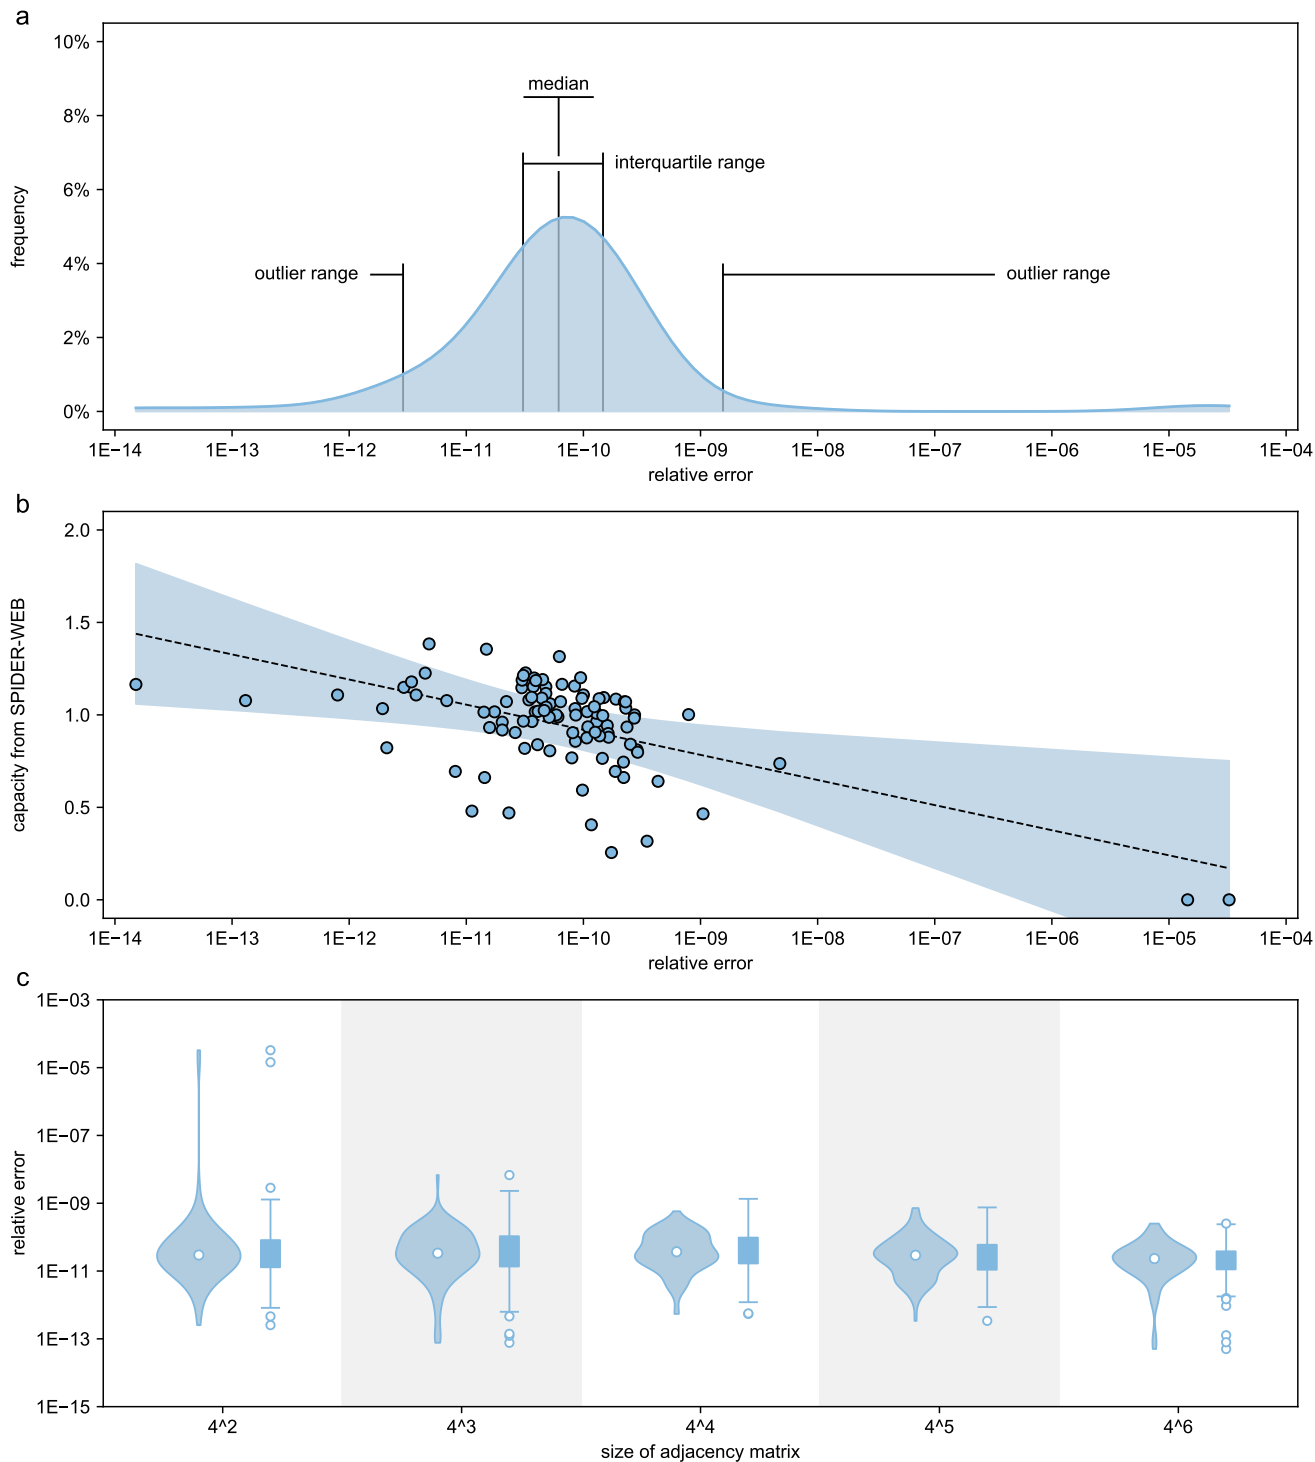 a
10%
8%
6%
4%
2%
0%
frequency
median
interquartile range
outlier range
outlier range
1E−14 1E−13 1E−12 1E−11 1E−10 1E−09 1E−08 1E−07 1E−06 1E−05 1E−04
relative error
b
2.0
1.5
1.0
0.5
0.0
capacity from SPIDER-WEB
1E−14 1E−13 1E−12 1E−11 1E−10 1E−09 1E−08 1E−07 1E−06 1E−05 1E−04
relative error
c
1E−03
1E−05
1E−07
1E−09
1E−11
1E−13
1E−15
relative error
4^2 4^3 4^4 4^5 4^6
size of adjacency matrix